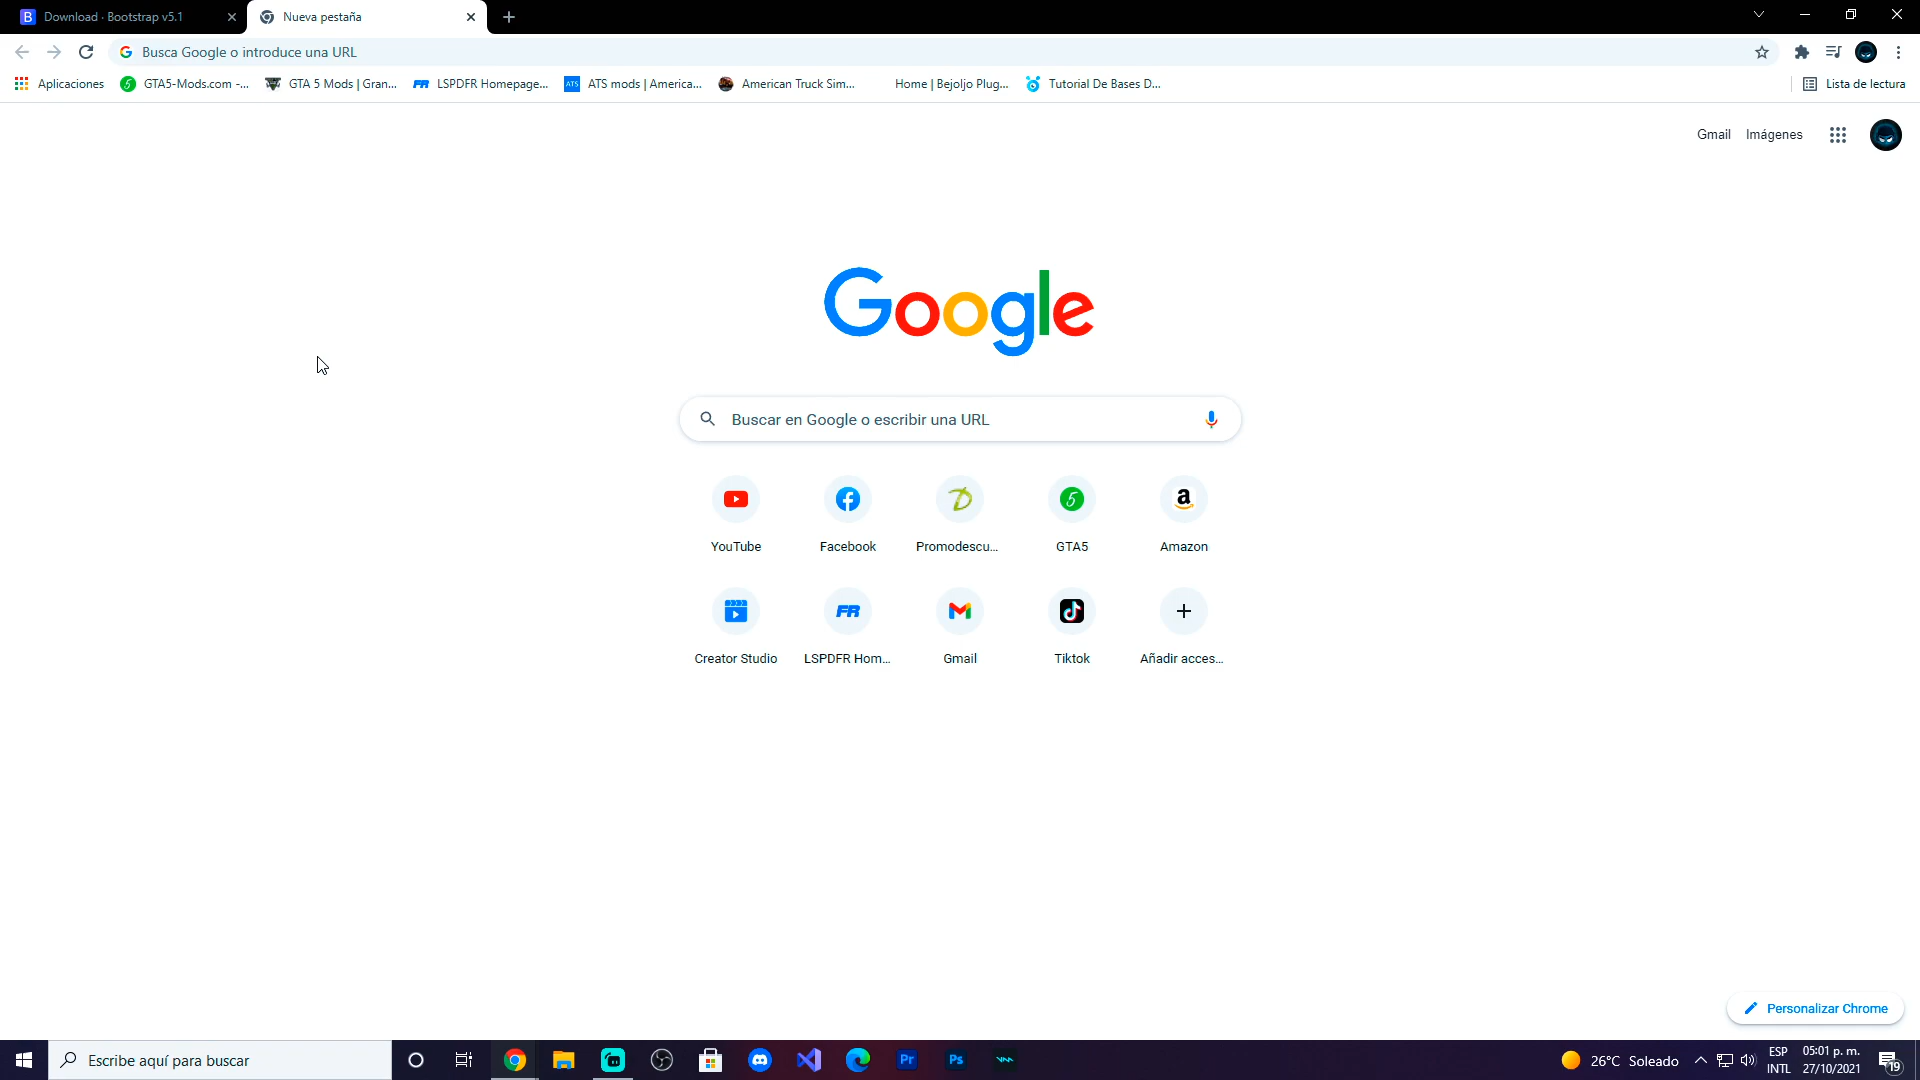 Download · Bootstrap v5.1
Nueva pestaña
Busca Google o introduce una URL
Aplicaciones
GTA5-Mods.com -...
GTA 5 Mods | Gran...
LSPDFR Homepage...
ATS mods | America...
American Truck Sim...
Home | Bejoljo Plug...
Tutorial De Bases D...
Lista de lectura
Gmail
Imágenes
Google
Buscar en Google o escribir una URL
YouTube
Facebook
Promodescu...
GTA5
Amazon
Creator Studio
LSPDFR Hom...
Gmail
Tiktok
Añadir acces...
Personalizar Chrome
Escribe aquí para buscar
Pr
Ps
26°C Soleado
ESP
INTL
05:01 p. m.
27/10/2021
19